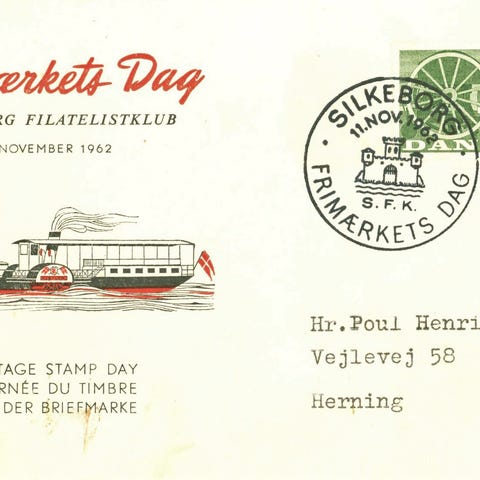 ærkets Dag
RG FILATELISTKLUB
NOVEMBER 1962
TAGE STAMP DAY
RNÉE DU TIMBRE
DER BRIEFMARKE
SILKEBORG
11.NOV.1962
S.F.K.
FRIMÆRKETS DAG
DAN
Hr.Poul Henri
Vejlevej 58
Herning